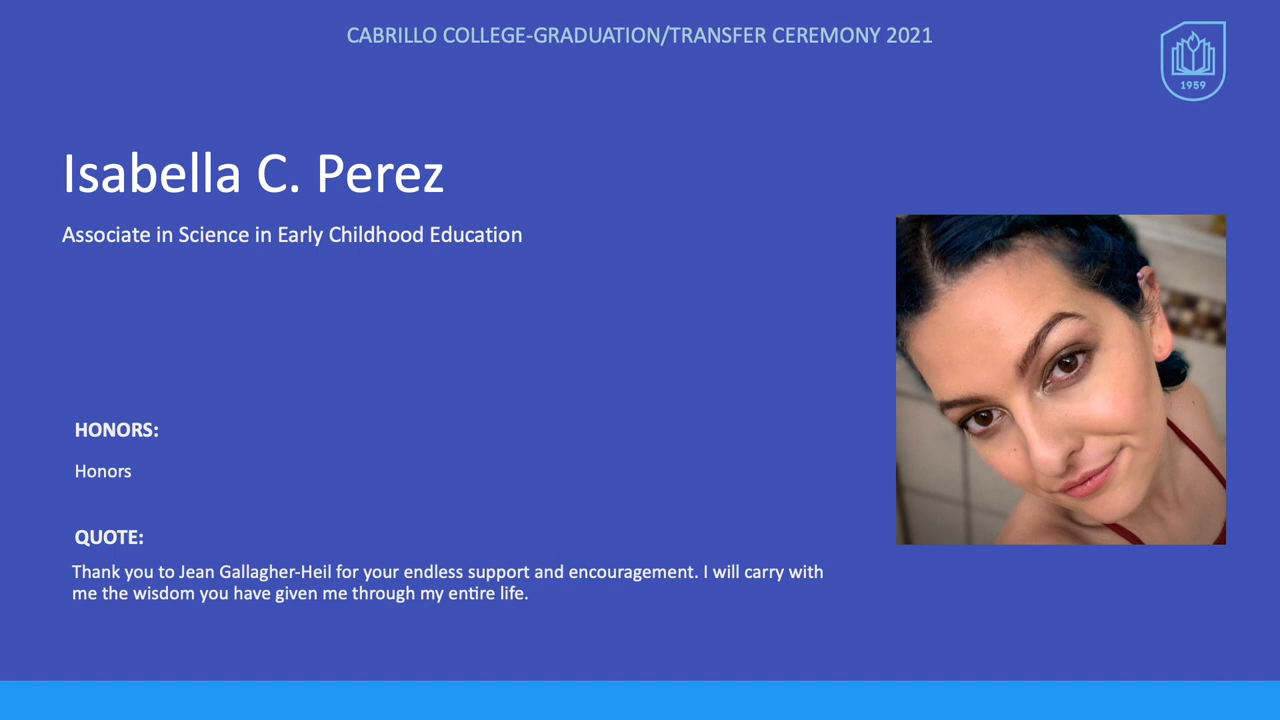 CABRILLO COLLEGE-GRADUATION/TRANSFER CEREMONY 2021
1959
Isabella C. Perez
Associate in Science in Early Childhood Education
HONORS:
Honors
QUOTE:
Thank you to Jean Gallagher-Heil for your endless support and encouragement. I will carry with
me the wisdom you have given me through my entire life.